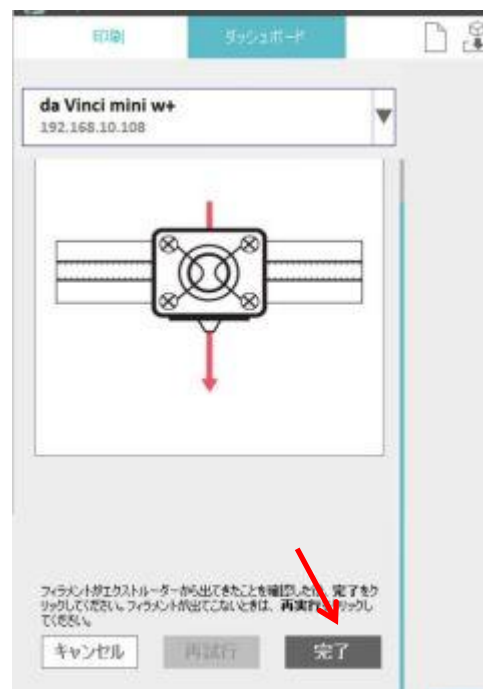 印刷
ダッシュボード
da Vinci mini w+
192.168.10.108
フィラメントがエクストルーダーから出てきたことを確認した 、完了をク
リックしてください。フィラメントが出てこないときは、再実行 リックし
てください。
キャンセル
再試行
完了